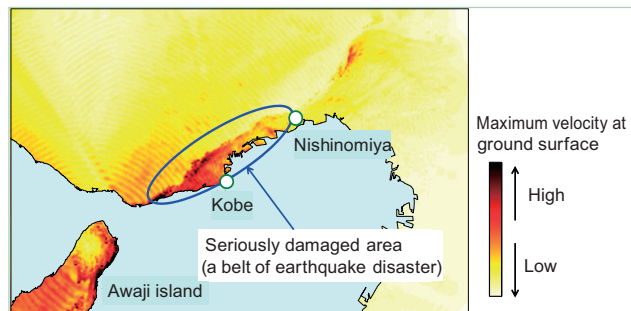 Nishinomiya
Kobe
Seriously damaged area
(a belt of earthquake disaster)
Awaji island
Maximum velocity at
ground surface
High
Low